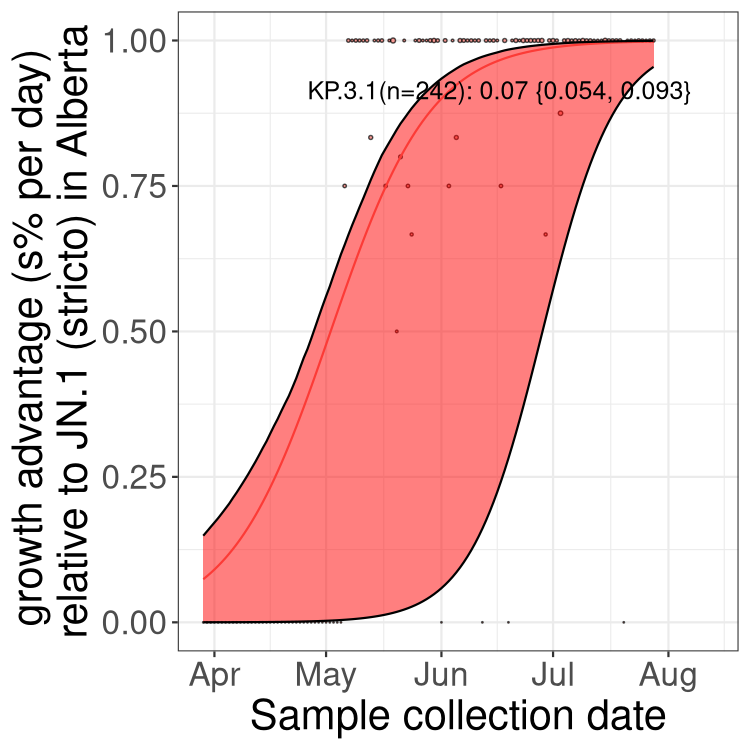 growth advantage (s% per day)
relative to JN.1 (stricto) in Alberta
1.00
0.75
0.50
0.25
0.00
KP.3.1(n=242): 0.07 {0.054, 0.093}
Apr May Jun Jul Aug
Sample collection date